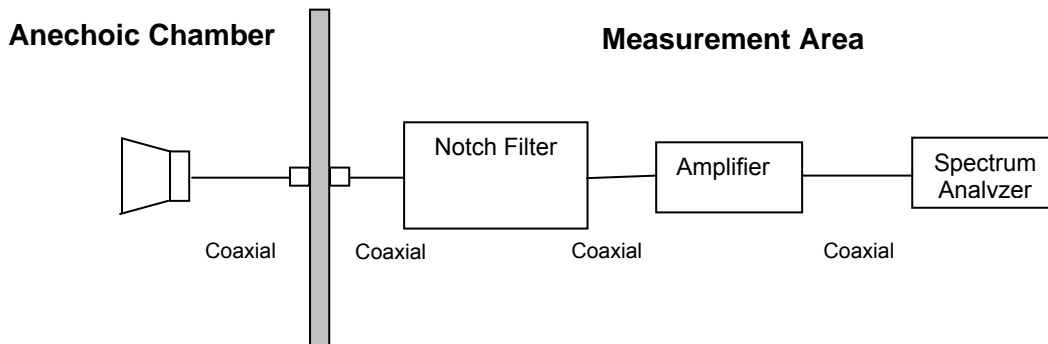 Anechoic Chamber
Measurement Area
Notch Filter
Amplifier
Spectrum
Analvzer
Coaxial
Coaxial
Coaxial
Coaxial